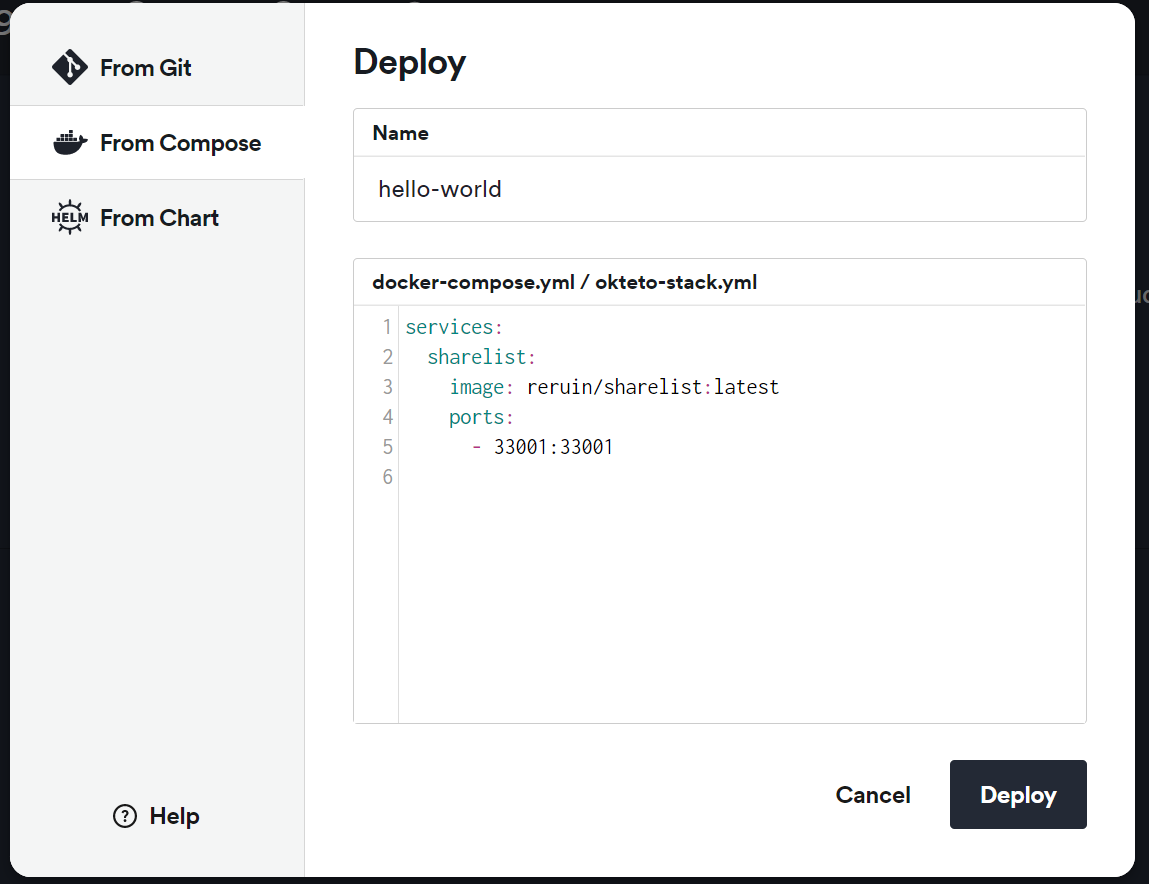 From Git
From Compose
HELM From Chart
Help
Deploy
Name
hello-world
docker-compose.yml / okteto-stack.yml
1 services:
2   sharelist:
3     image: reruin/sharelist:latest
4     ports:
5       - 33001:33001
6
Cancel
Deploy